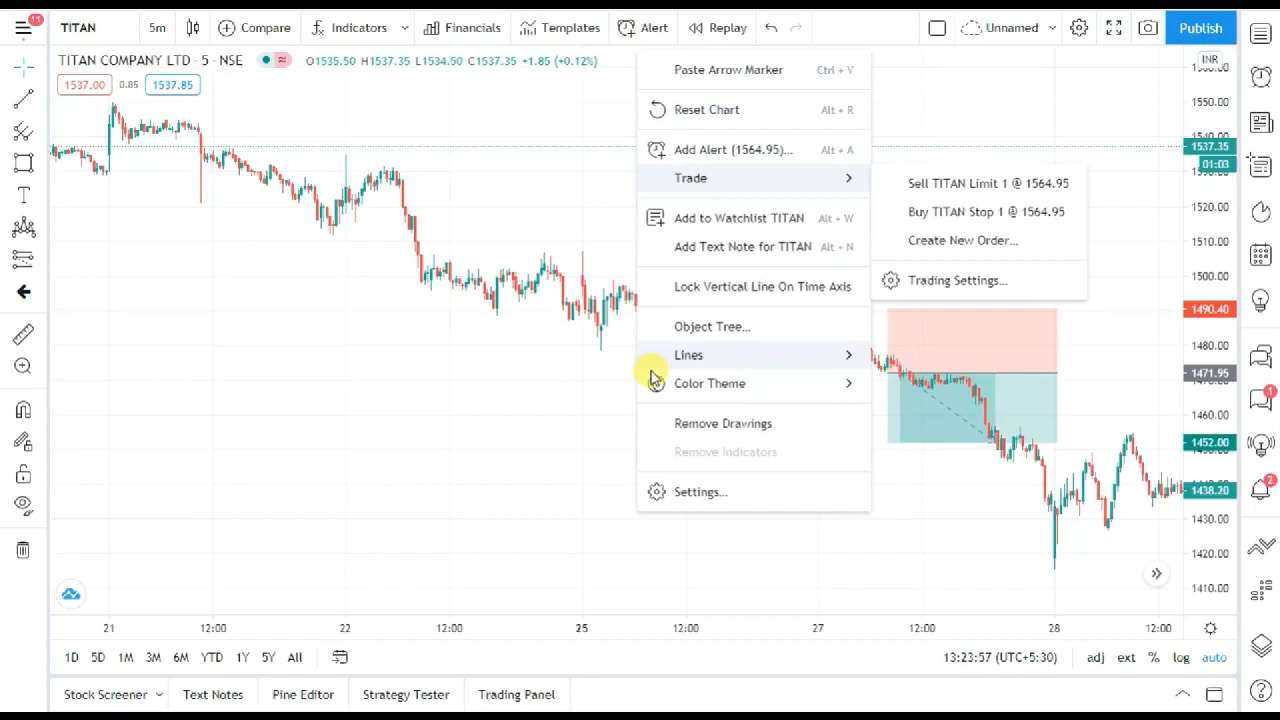 11
TITAN
5m
Compare
Indicators
Financials
Templates
Alert
Replay
Unnamed
Publish
TITAN COMPANY LTD · 5 · NSE
O1535.50 H1537.35 L1534.50 C1537.35 +1.85 (+0.12%)
1537.00 0.85 1537.85
INR
1550.00
1537.35
01:03
1520.00
1510.00
1500.00
1490.40
1480.00
1471.95
1460.00
1452.00
1438.20
1430.00
1420.00
1410.00
Paste Arrow Marker Ctrl + V
Reset Chart Alt + R
Add Alert (1564.95)... Alt + A
Trade
Add to Watchlist TITAN Alt + W
Add Text Note for TITAN Alt + N
Lock Vertical Line On Time Axis
Object Tree...
Lines
Color Theme
Remove Drawings
Remove Indicators
Settings...
Sell TITAN Limit 1 @ 1564.95
Buy TITAN Stop 1 @ 1564.95
Create New Order...
Trading Settings...
1
2
21 12:00 22 12:00 25 12:00 27 12:00 28 12:00
1D 5D 1M 3M 6M YTD 1Y 5Y All
13:23:57 (UTC+5:30) adj ext % log auto
Stock Screener Text Notes Pine Editor Strategy Tester Trading Panel